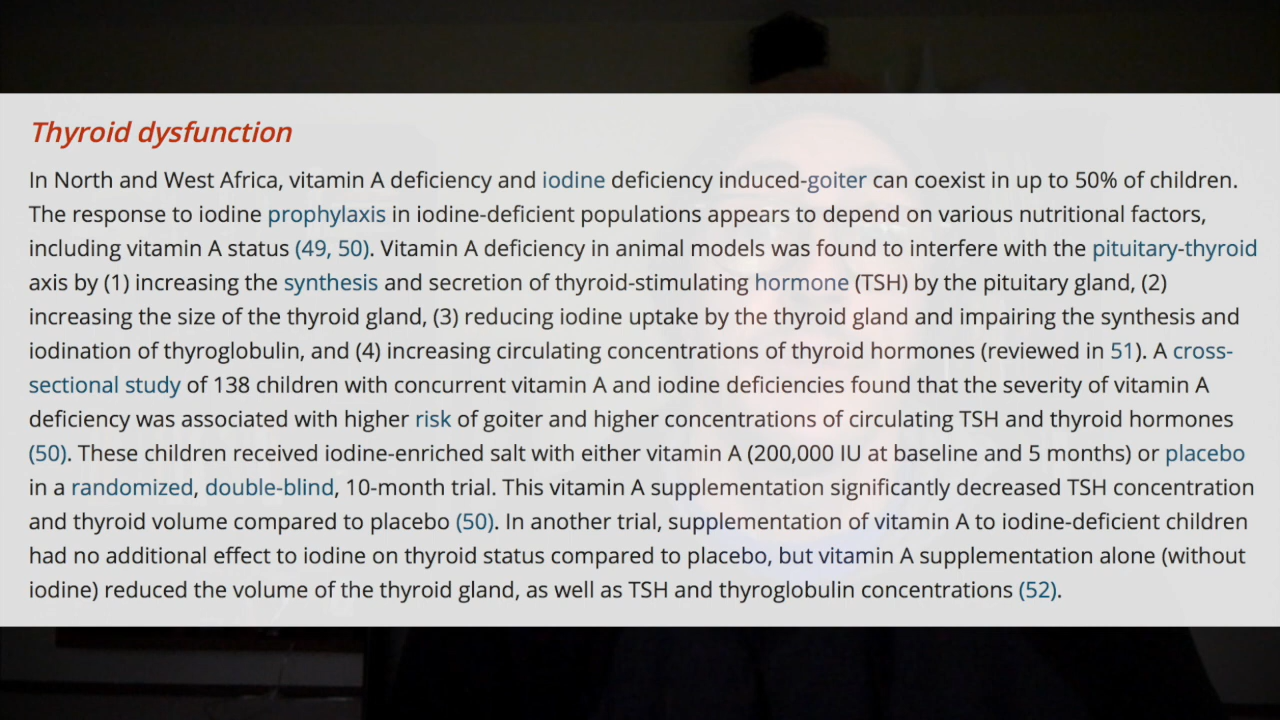 Thyroid dysfunction
In North and West Africa, vitamin A deficiency and iodine deficiency induced-goiter can coexist in up to 50% of children.
The response to iodine prophylaxis in iodine-deficient populations appears to depend on various nutritional factors,
including vitamin A status (49, 50). Vitamin A deficiency in animal models was found to interfere with the pituitary-thyroid
axis by (1) increasing the synthesis and secretion of thyroid-stimulating hormone (TSH) by the pituitary gland, (2)
increasing the size of the thyroid gland, (3) reducing iodine uptake by the thyroid gland and impairing the synthesis and
iodination of thyroglobulin, and (4) increasing circulating concentrations of thyroid hormones (reviewed in 51). A cross-
sectional study of 138 children with concurrent vitamin A and iodine deficiencies found that the severity of vitamin A
deficiency was associated with higher risk of goiter and higher concentrations of circulating TSH and thyroid hormones
(50). These children received iodine-enriched salt with either vitamin A (200,000 IU at baseline and 5 months) or placebo
in a randomized, double-blind, 10-month trial. This vitamin A supplementation significantly decreased TSH concentration
and thyroid volume compared to placebo (50). In another trial, supplementation of vitamin A to iodine-deficient children
had no additional effect to iodine on thyroid status compared to placebo, but vitamin A supplementation alone (without
iodine) reduced the volume of the thyroid gland, as well as TSH and thyroglobulin concentrations (52).